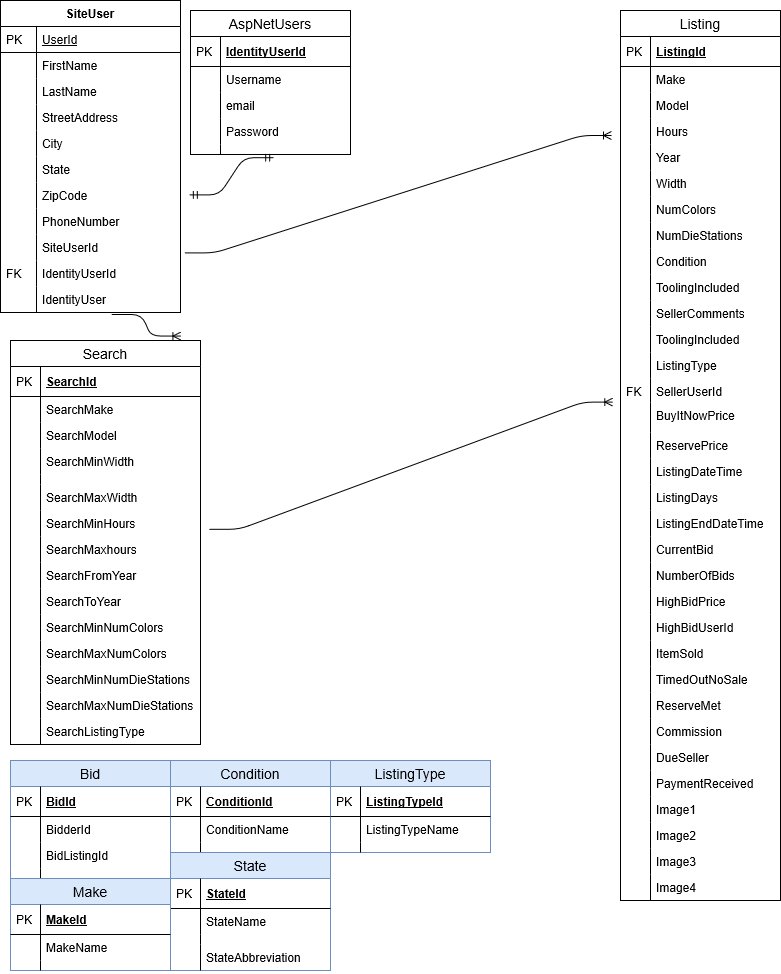 SiteUser
PK UserId
FirstName
LastName
StreetAddress
City
State
ZipCode
PhoneNumber
SiteUserId
FK IdentityUserId
IdentityUser
AspNetUsers
PK IdentityUserId
Username
email
Password
Listing
PK ListingId
Make
Model
Hours
Year
Width
NumColors
NumDieStations
Condition
ToolingIncluded
SellerComments
ToolingIncluded
ListingType
FK SellerUserId
BuyItNowPrice
ReservePrice
ListingDateTime
ListingDays
ListingEndDateTime
CurrentBid
NumberOfBids
HighBidPrice
HighBidUserId
ItemSold
TimedOutNoSale
ReserveMet
Commission
DueSeller
PaymentReceived
Image1
Image2
Image3
Image4
Search
PK SearchId
SearchMake
SearchModel
SearchMinWidth
SearchMaxWidth
SearchMinHours
SearchMaxhours
SearchFromYear
SearchToYear
SearchMinNumColors
SearchMaxNumColors
SearchMinNumDieStations
SearchMaxNumDieStations
SearchListingType
Bid
PK BidId
BidderId
BidListingId
Condition
PK ConditionId
ConditionName
ListingType
PK ListingTypeId
ListingTypeName
Make
PK MakeId
MakeName
State
PK StateId
StateName
StateAbbreviation